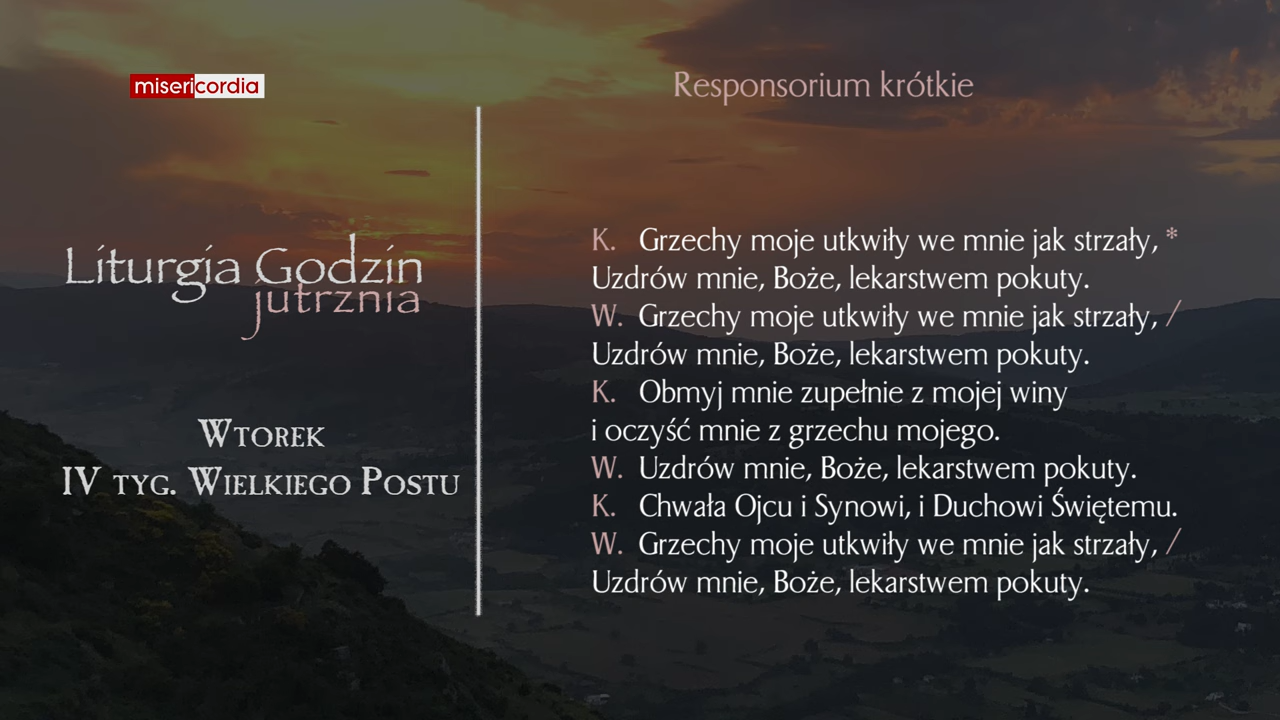 misericordia
Liturgia Godzin
jutrznia
Wtorek
IV tyg. Wielkiego Postu
Responsorium krótkie
K. Grzechy moje utkwiły we mnie jak strzały, *
Uzdrów mnie, Boże, lekarstwem pokuty.
W. Grzechy moje utkwiły we mnie jak strzały, /
Uzdrów mnie, Boże, lekarstwem pokuty.
K. Obmyj mnie zupełnie z mojej winy
i oczyść mnie z grzechu mojego.
W. Uzdrów mnie, Boże, lekarstwem pokuty.
K. Chwała Ojcu i Synowi, i Duchowi Świętemu.
W. Grzechy moje utkwiły we mnie jak strzały, /
Uzdrów mnie, Boże, lekarstwem pokuty.